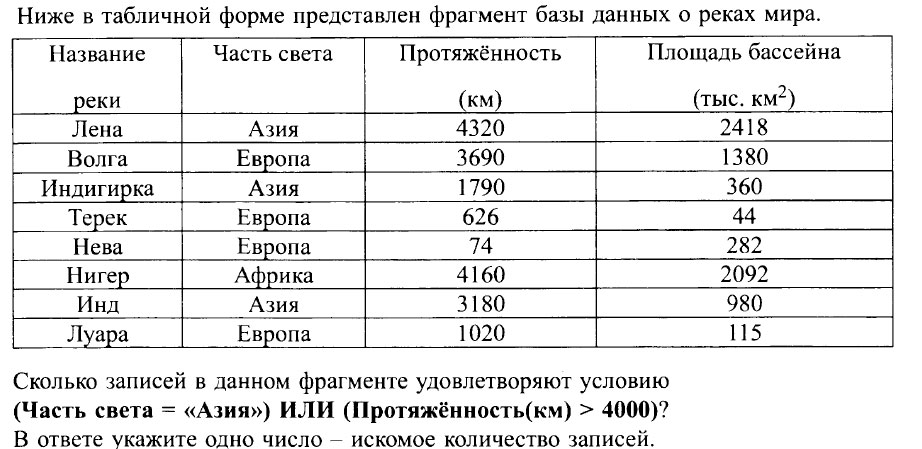 Ниже в табличной форме представлен фрагмент базы данных о реках мира.
Название реки Часть света Протяжённость (км) Площадь бассейна (тыс. км²)
Лена Азия 4320 2418
Волга Европа 3690 1380
Индигирка Азия 1790 360
Терек Европа 626 44
Нева Европа 74 282
Нигер Африка 4160 2092
Инд Азия 3180 980
Луара Европа 1020 115
Сколько записей в данном фрагменте удовлетворяют условию
(Часть света = «Азия») ИЛИ (Протяжённость(км) > 4000)?
В ответе укажите одно число – искомое количество записей.